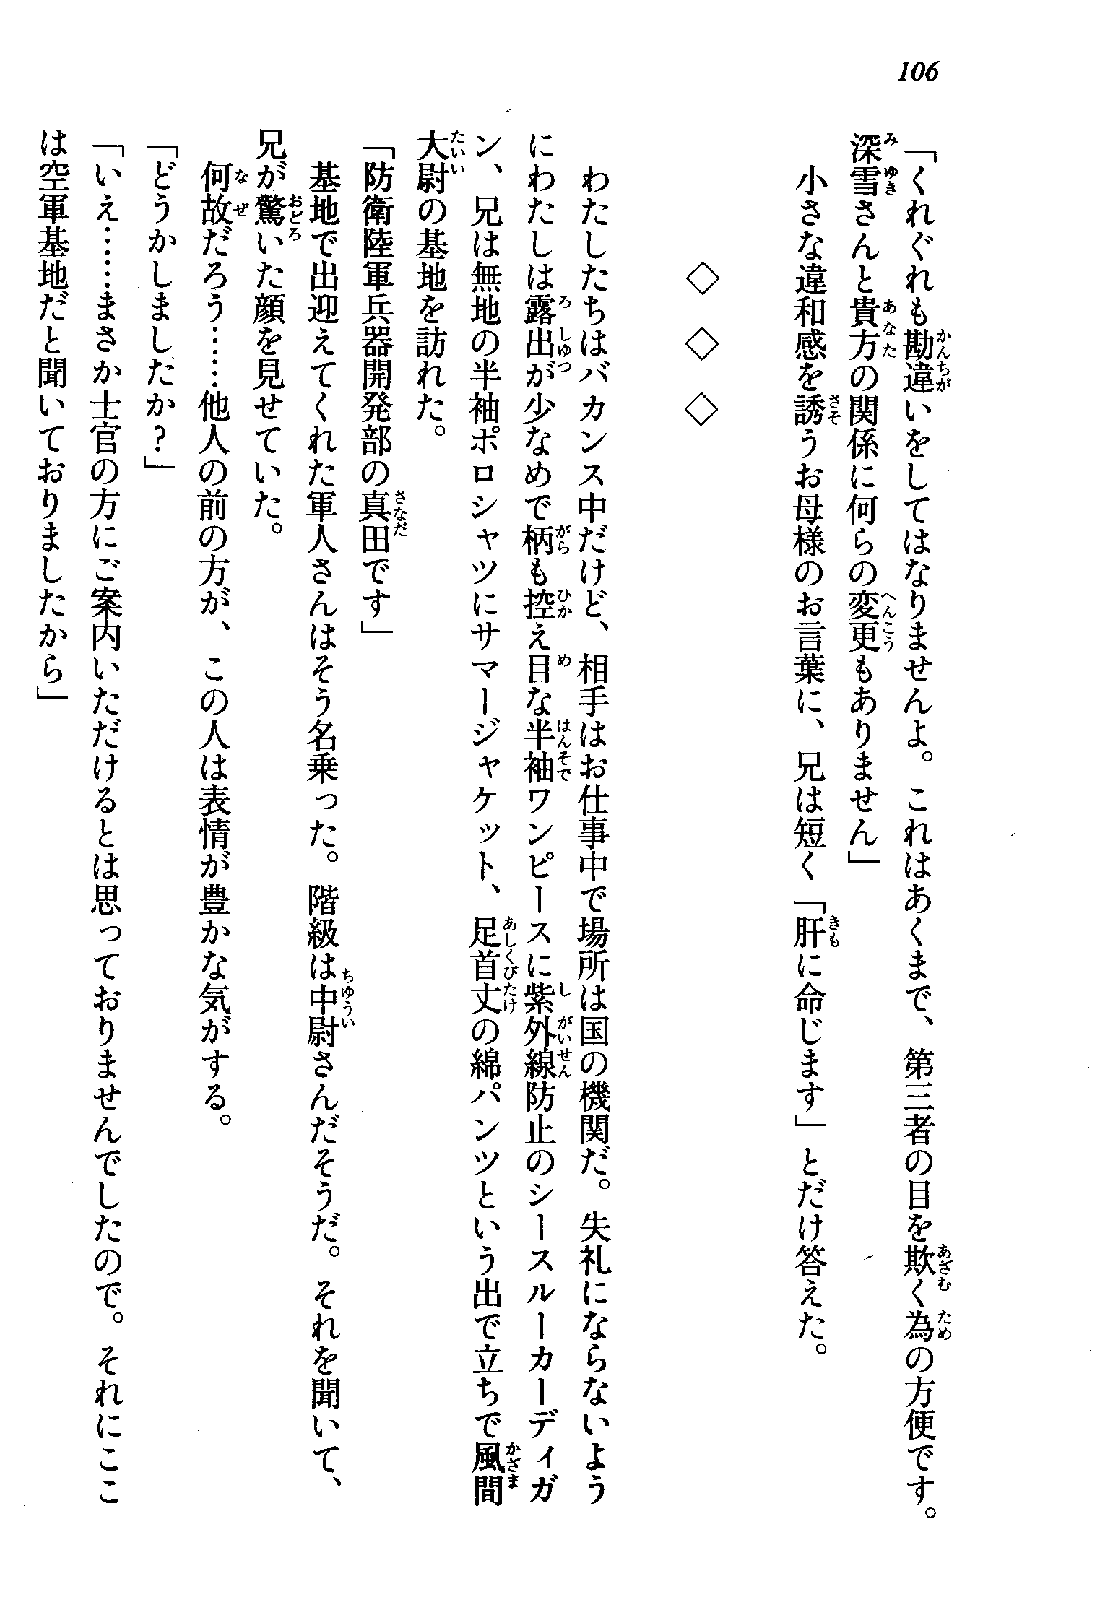 106
「くれぐれも勘違いをしてはなりませんよ。これはあくまで、第三者の目を欺く為の方便です。
深雪さんと貴方の関係に何らの変更もありません」
　小さな違和感を誘うお母様のお言葉に、兄は短く「肝に命じます」とだけ答えた。
◇　◇　◇
　わたしたちはバカンス中だけど、相手はお仕事中で場所は国の機関だ。失礼にならないよう
にわたしは露出が少なめで柄も控え目な半袖ワンピースに紫外線防止のシースルーカーディガ
ン、兄は無地の半袖ポロシャツにサマージャケット、足首丈の綿パンツという出で立ちで風間
大尉の基地を訪れた。
「防衛陸軍兵器開発部の真田です」
　基地で出迎えてくれた軍人さんはそう名乗った。階級は中尉さんだそうだ。それを聞いて、
兄が驚いた顔を見せていた。
　何故だろう……他人の前の方が、この人は表情が豊かな気がする。
「どうかしましたか？」
「いえ……まさか士官の方にご案内いただけるとは思っておりませんでしたので。それにここ
は空軍基地だと聞いておりましたから」